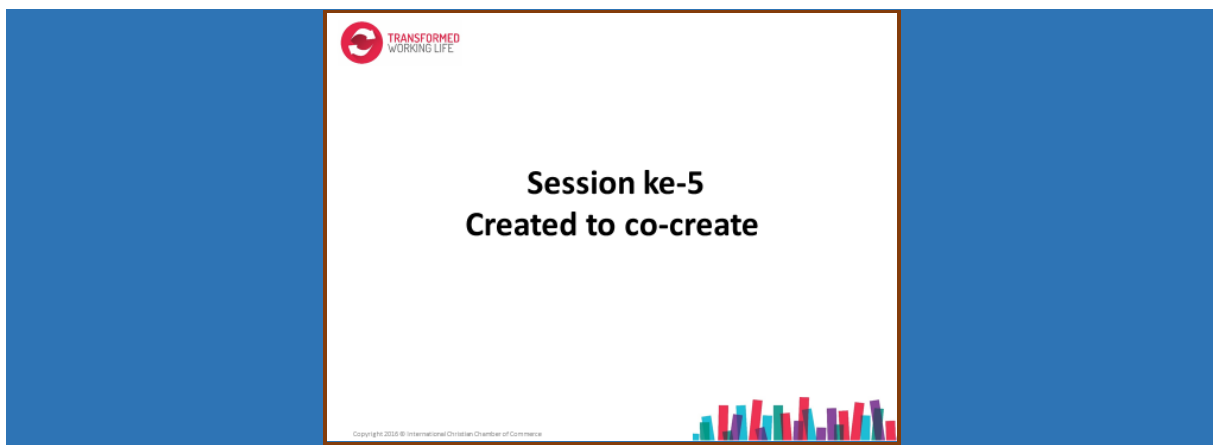 TRANSFORMED
WORKING LIFE
Session ke-5
Created to co-create
Copyright 2016 © International Christian Chamber of Commerce